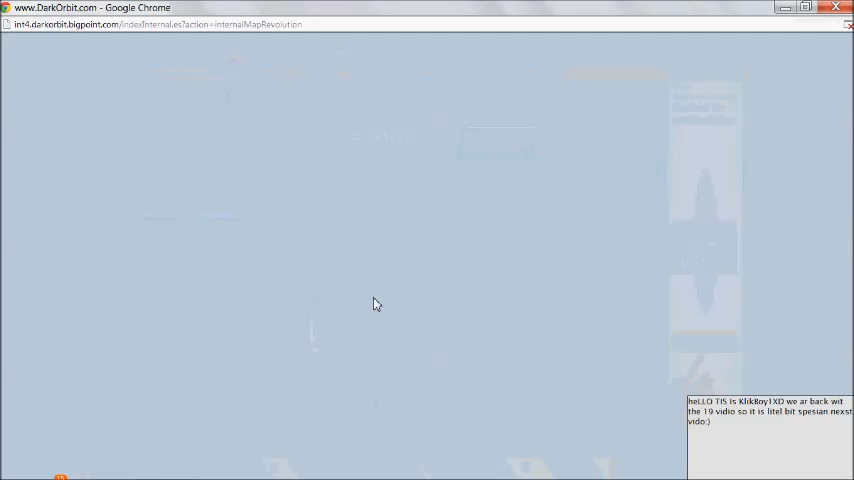 www.DarkOrbit.com - Google Chrome
int4.darkorbit.bigpoint.com/indexInternal.es?action=internalMapRevolution
heLLO TIS Is KlikBoy1XD we ar back wit
the 19 vidio so it is litel bit spesian nexst
vido:)
15